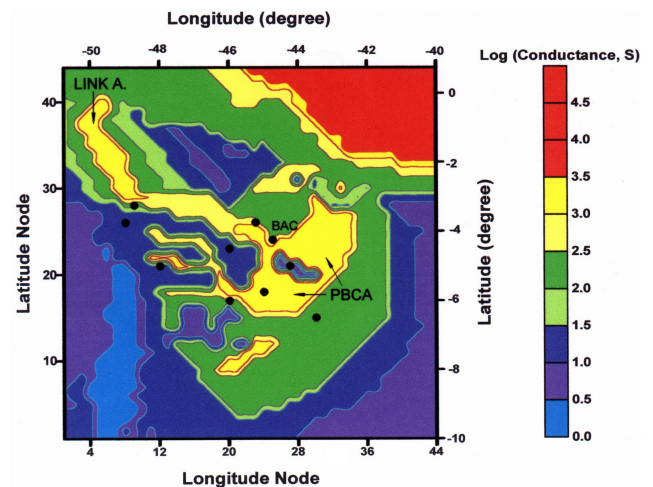 Longitude (degree)
-50 -48 -46 -44 -42 -40
Log (Conductance, S)
LINK A.
BAC
PBCA
40
30
20
10
Latitude Node
0
-2
-4
-6
-8
-10
Latitude (degree)
4 12 20 28 36 44
Longitude Node
4.5
4.0
3.5
3.0
2.5
2.0
1.5
1.0
0.5
0.0